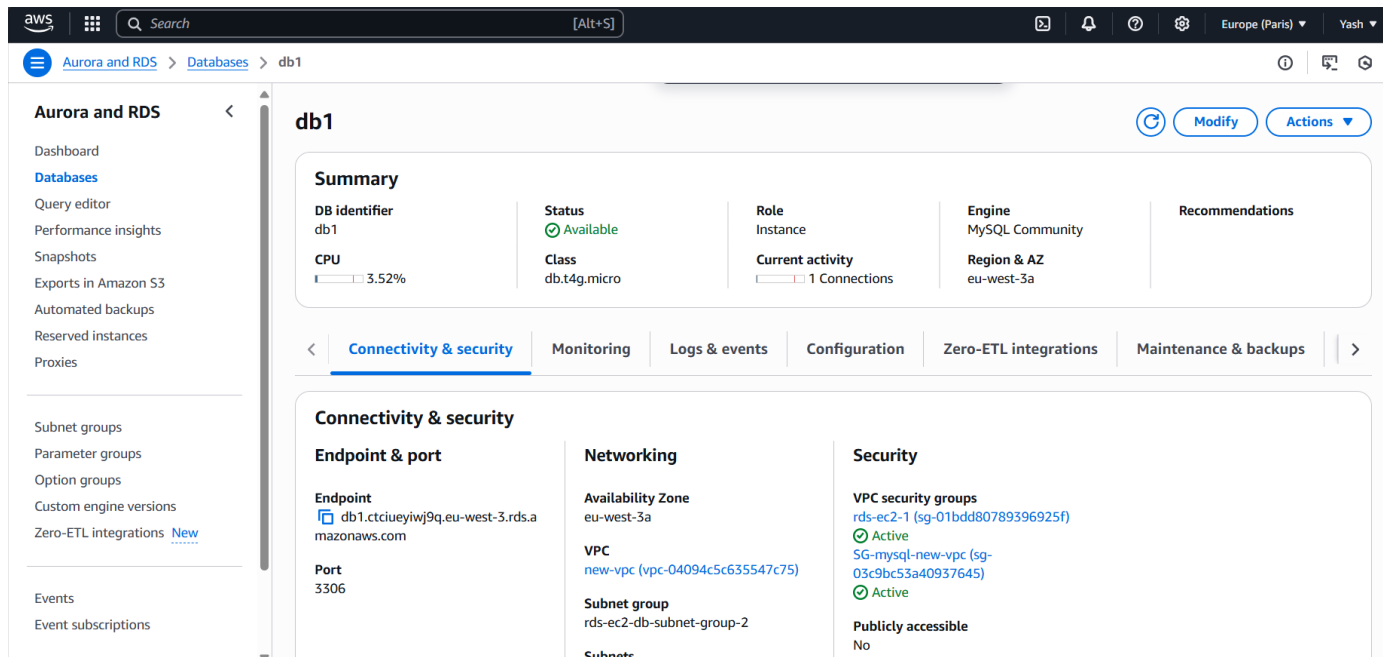 aws
Search
[Alt+S]
Europe (Paris)
Yash
Aurora and RDS
Databases
db1
Aurora and RDS
Dashboard
Databases
Query editor
Performance insights
Snapshots
Exports in Amazon S3
Automated backups
Reserved instances
Proxies
Subnet groups
Parameter groups
Option groups
Custom engine versions
Zero-ETL integrations New
Events
Event subscriptions
db1
Modify
Actions
Summary
DB identifier
db1
Status
Available
Role
Instance
Engine
MySQL Community
Recommendations
CPU
3.52%
Class
db.t4g.micro
Current activity
1 Connections
Region & AZ
eu-west-3a
Connectivity & security
Monitoring
Logs & events
Configuration
Zero-ETL integrations
Maintenance & backups
Connectivity & security
Endpoint & port
Endpoint
db1.ctciueyiwj9q.eu-west-3.rds.a
mazonaws.com
Port
3306
Networking
Availability Zone
eu-west-3a
VPC
new-vpc (vpc-04094c5c635547c75)
Subnet group
rds-ec2-db-subnet-group-2
Subnets
Security
VPC security groups
rds-ec2-1 (sg-01bdd80789396925f)
Active
SG-mysql-new-vpc (sg-
03c9bc53a40937645)
Active
Publicly accessible
No